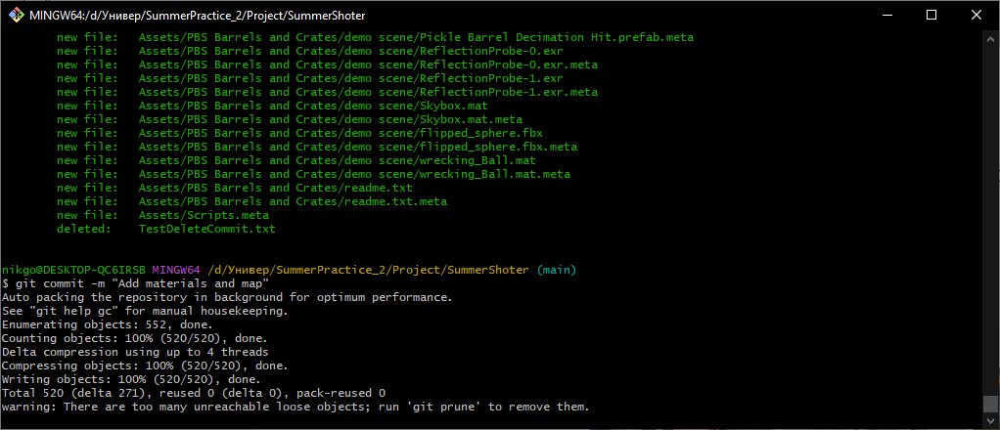 MINGW64:/d/Универ/SummerPractice_2/Project/SummerShoter
new file:   Assets/PBS Barrels and Crates/demo scene/Pickle Barrel Decimation Hit.prefab.meta
new file:   Assets/PBS Barrels and Crates/demo scene/ReflectionProbe-0.exr
new file:   Assets/PBS Barrels and Crates/demo scene/ReflectionProbe-0.exr.meta
new file:   Assets/PBS Barrels and Crates/demo scene/ReflectionProbe-1.exr
new file:   Assets/PBS Barrels and Crates/demo scene/ReflectionProbe-1.exr.meta
new file:   Assets/PBS Barrels and Crates/demo scene/Skybox.mat
new file:   Assets/PBS Barrels and Crates/demo scene/Skybox.mat.meta
new file:   Assets/PBS Barrels and Crates/demo scene/flipped_sphere.fbx
new file:   Assets/PBS Barrels and Crates/demo scene/flipped_sphere.fbx.meta
new file:   Assets/PBS Barrels and Crates/demo scene/wrecking_Ball.mat
new file:   Assets/PBS Barrels and Crates/demo scene/wrecking_Ball.mat.meta
new file:   Assets/PBS Barrels and Crates/readme.txt
new file:   Assets/PBS Barrels and Crates/readme.txt.meta
new file:   Assets/Scripts.meta
deleted:    TestDeleteCommit.txt
nikgo@DESKTOP-QC6IRSB MINGW64 /d/Универ/SummerPractice_2/Project/SummerShoter (main)
$ git commit -m "Add materials and map"
Auto packing the repository in background for optimum performance.
See "git help gc" for manual housekeeping.
Enumerating objects: 552, done.
Counting objects: 100% (520/520), done.
Delta compression using up to 4 threads
Compressing objects: 100% (520/520), done.
Writing objects: 100% (520/520), done.
Total 520 (delta 271), reused 0 (delta 0), pack-reused 0
warning: There are too many unreachable loose objects; run 'git prune' to remove them.